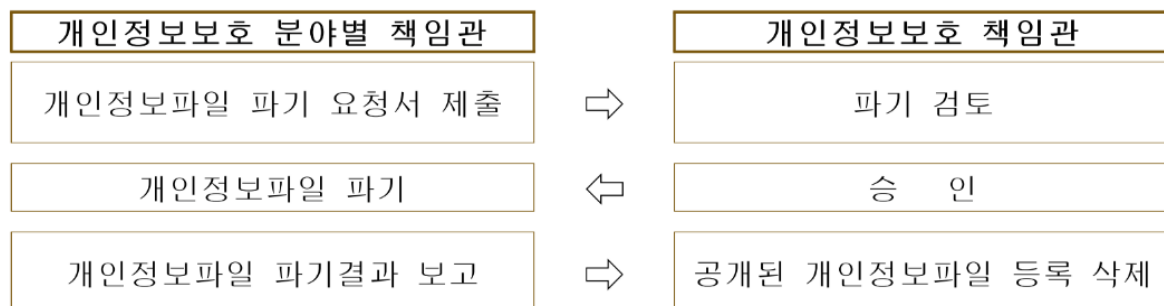 개인정보보호 분야별 책임관
개인정보보호 책임관
개인정보파일 파기 요청서 제출
⇨
파기 검토
개인정보파일 파기
⇦
승 인
개인정보파일 파기결과 보고
⇨
공개된 개인정보파일 등록 삭제